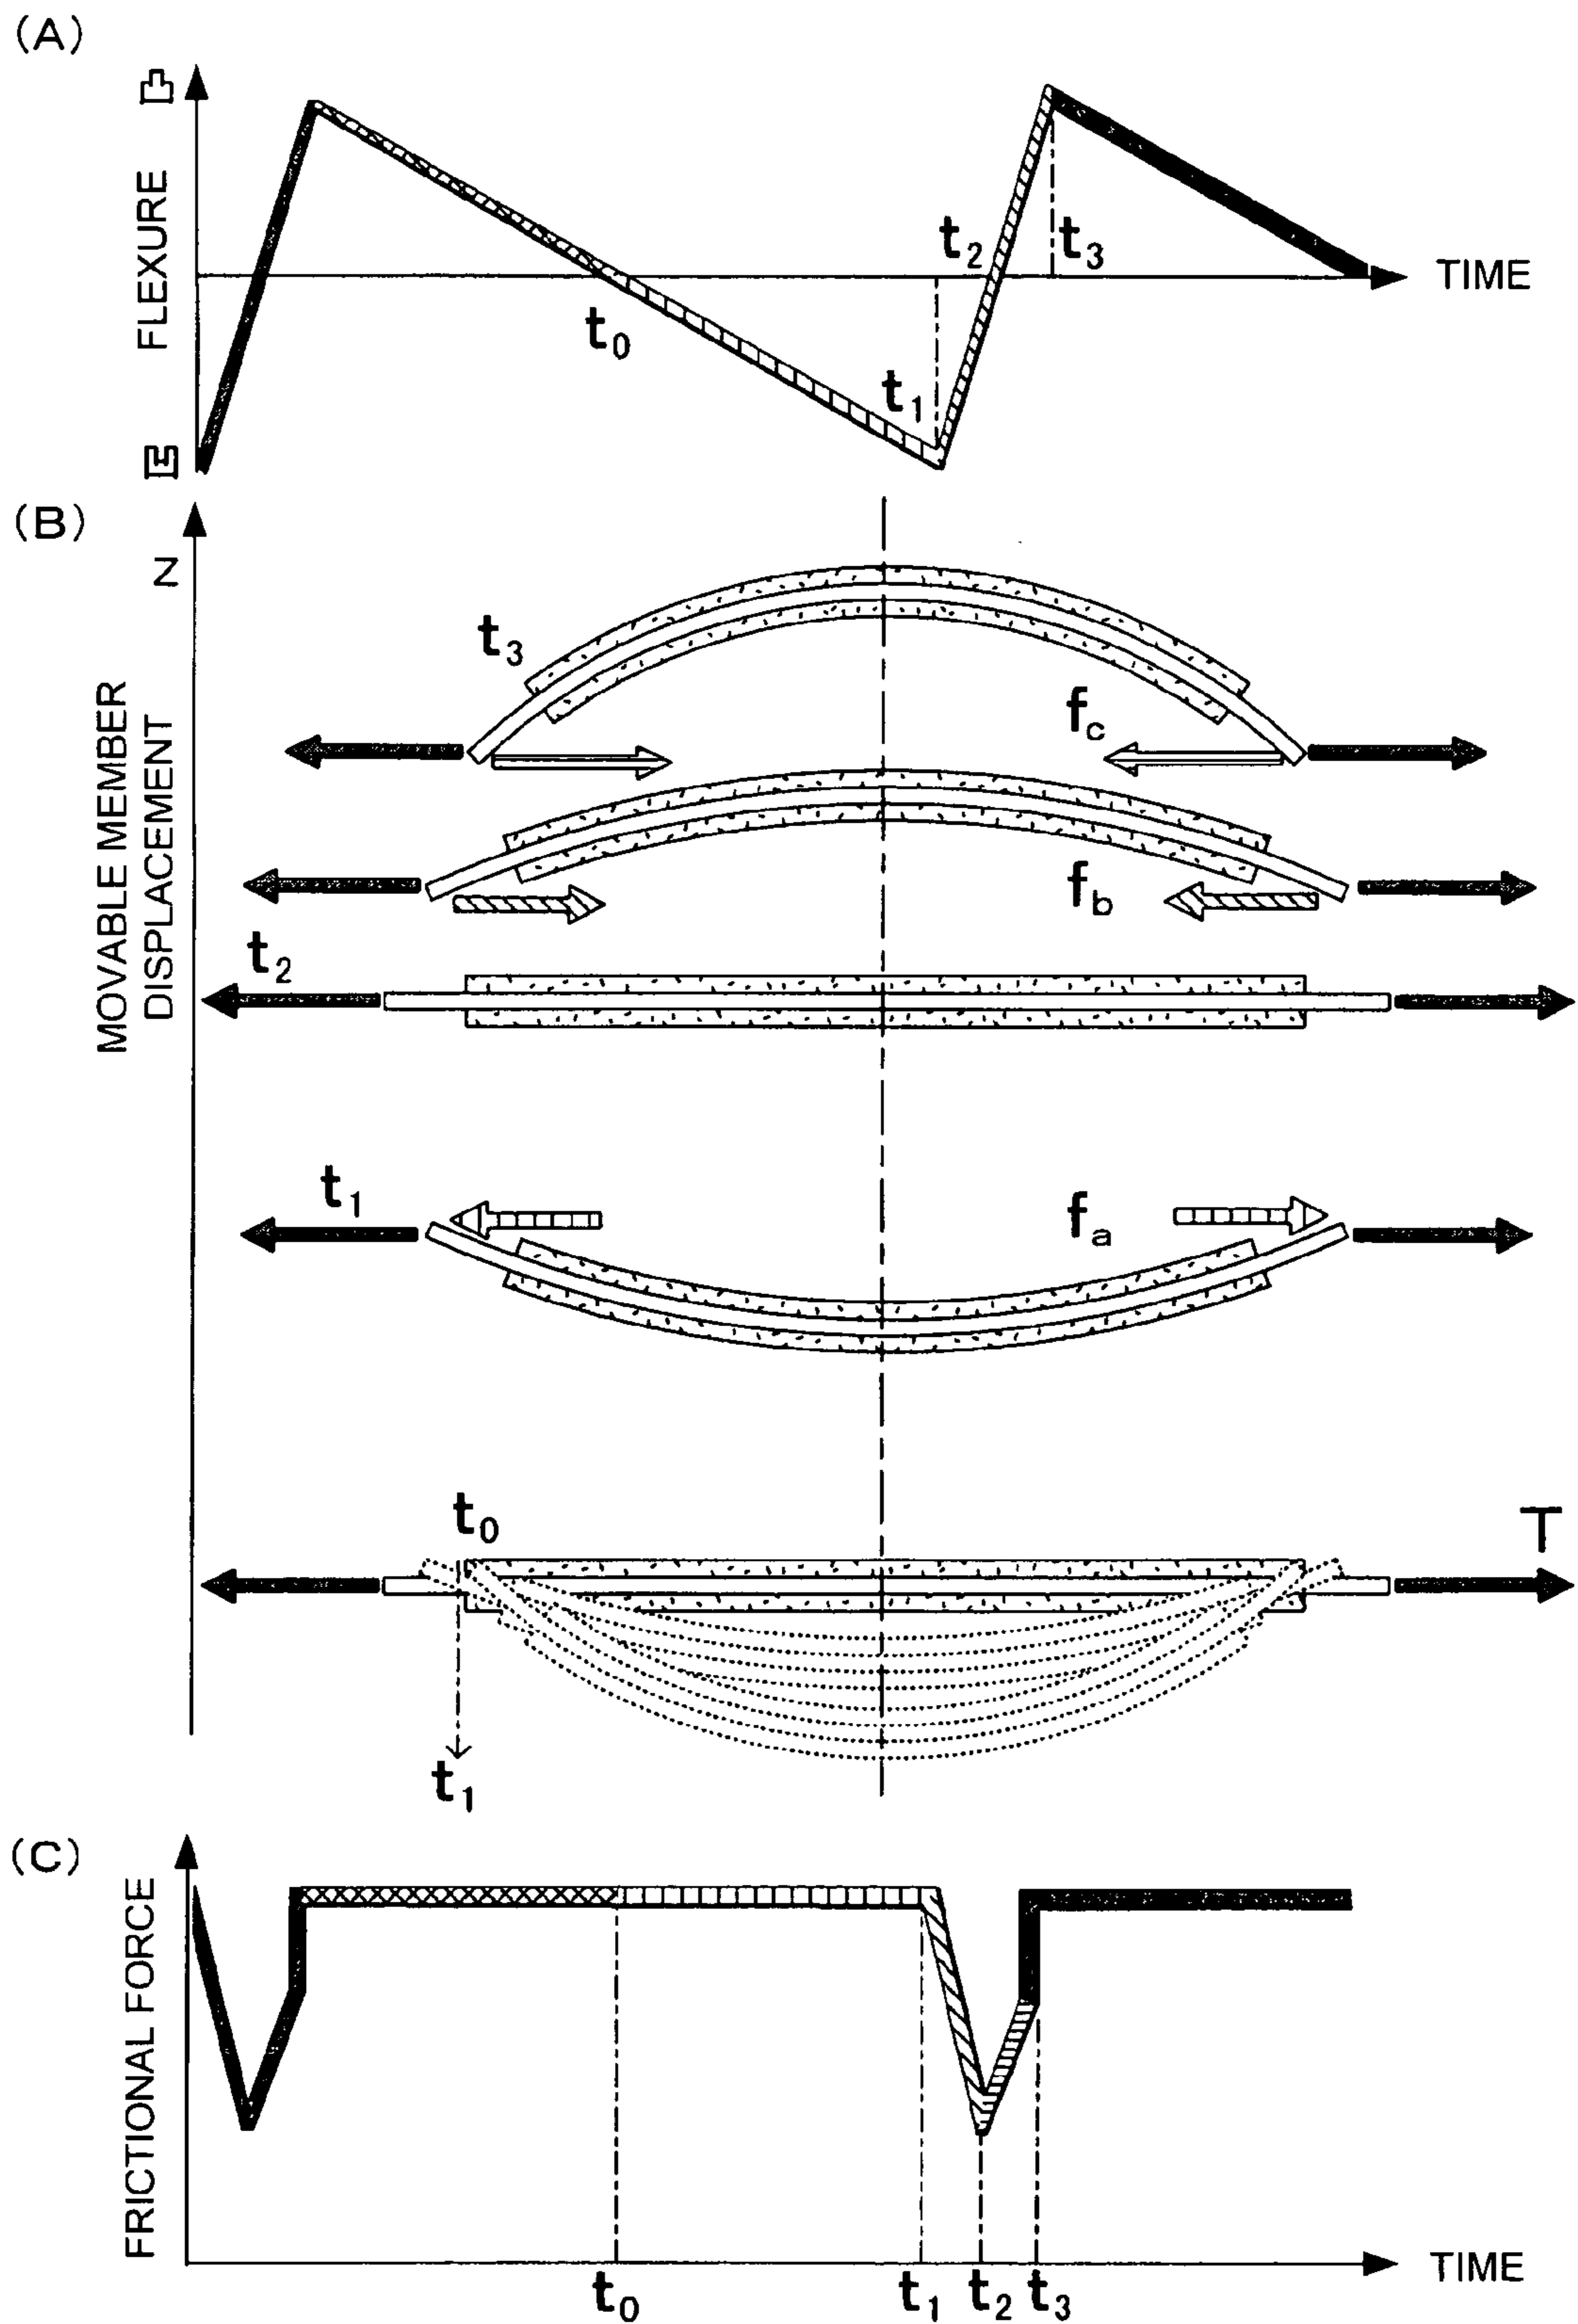 (A)
凸
FLEXURE
凹
t0
t1
t2
t3
TIME
(B)
Z
MOVABLE MEMBER
DISPLACEMENT
t3
fc
fb
t2
t1
fa
t0
T
t1
(C)
FRICTIONAL FORCE
t0
t1
t2
t3
TIME